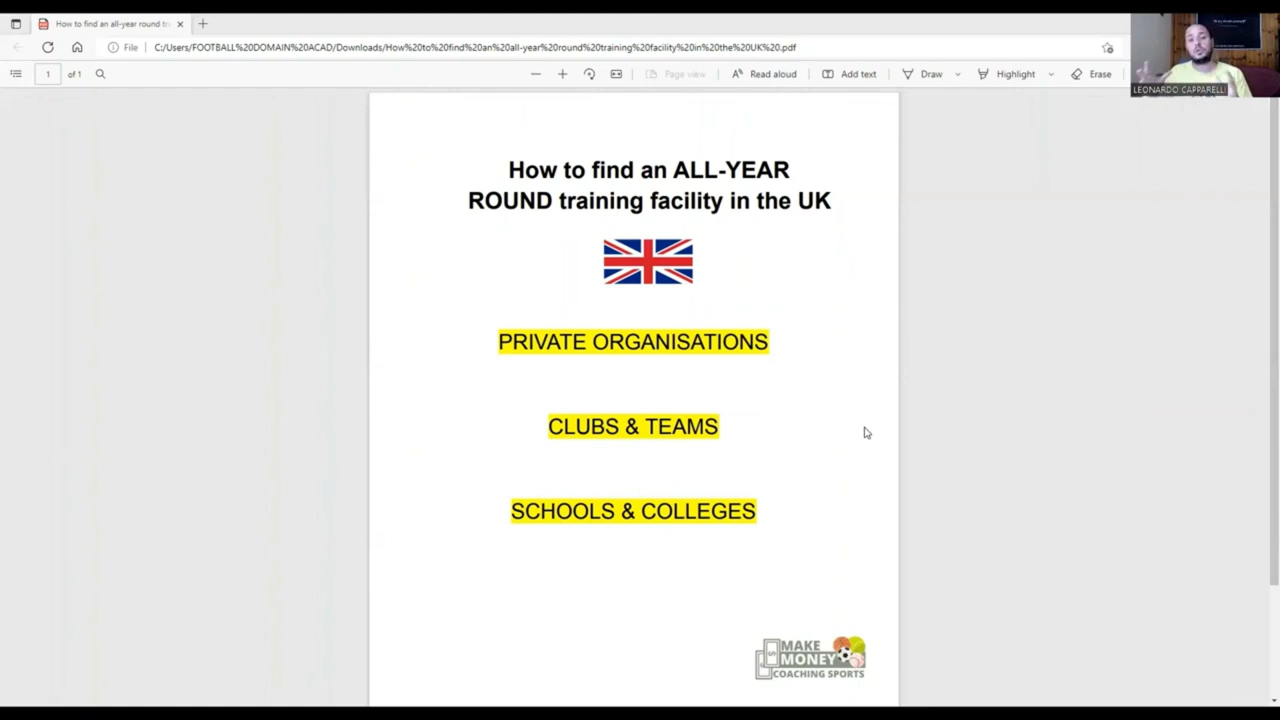 How to find an all-year round tr
File
C:/Users/FOOTBALL%20DOMAIN%20ACAD/Downloads/How%20to%20find%20an%20all-year%20round%20training%20facility%20in%20the%20UK%20.pdf
1 of 1
Page view
Read aloud
Add text
Draw
Highlight
Erase
LEONARDO CAPPARELLI
How to find an ALL-YEAR
ROUND training facility in the UK
PRIVATE ORGANISATIONS
CLUBS & TEAMS
SCHOOLS & COLLEGES
MAKE
MONEY
COACHING SPORTS